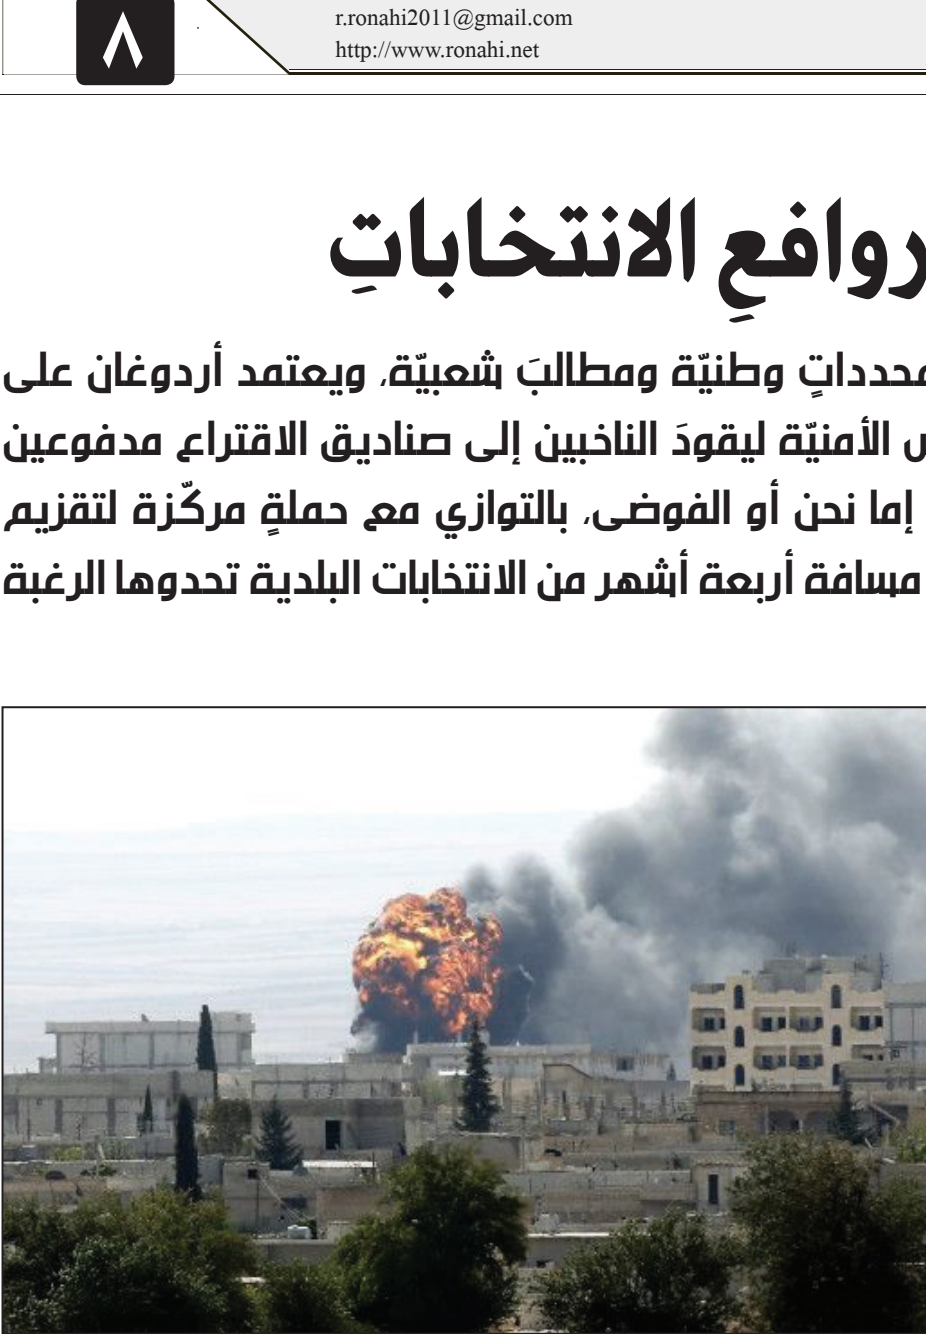 ٨
r.ronahi2011@gmail.com
http://www.ronahi.net
روافعِ الانتخاباتِ
محدداتٍ وطنيّة ومطالبَ شعبيّة، ويعتمد أردوغان على
الأمنيّة ليقودَ الناخبين إلى صناديق الاقتراع مدفوعين
إما نحن أو الفوضى، بالتوازي مع حملةٍ مركّزة لتقزيم
مسافة أربعة أشهر من الانتخابات البلدية تحدوها الرغبة